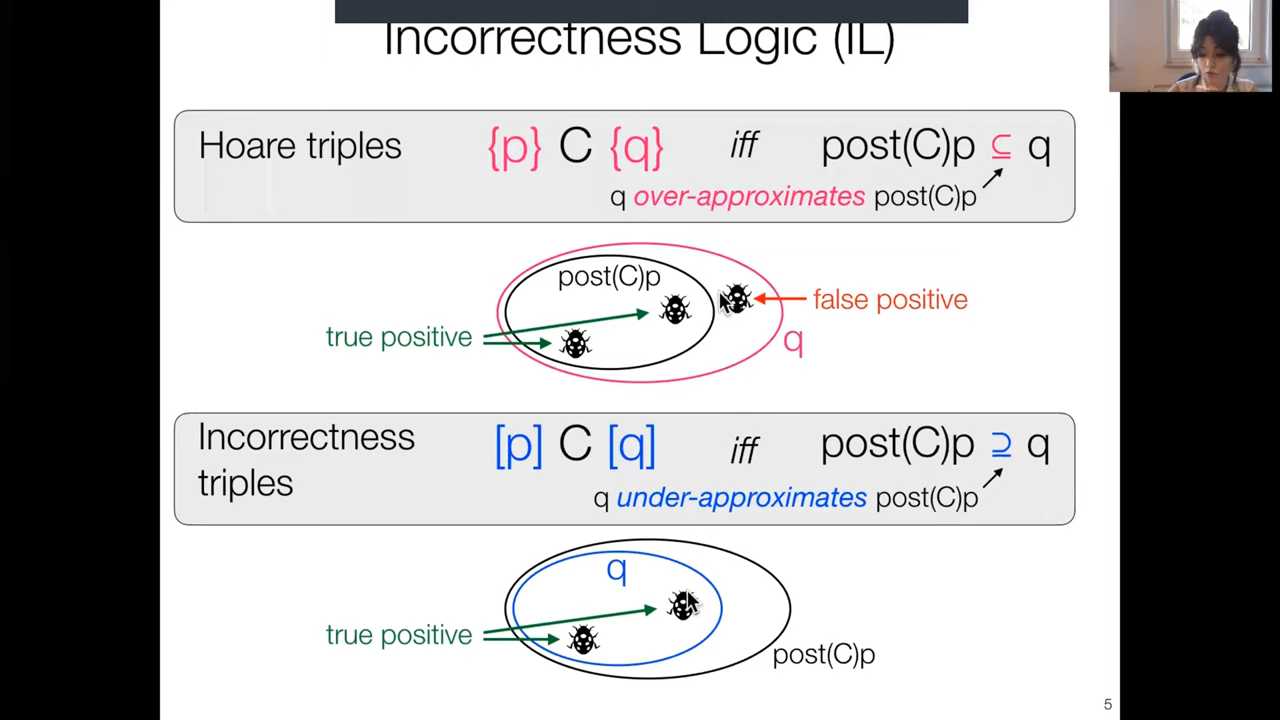 Incorrectness Logic (IL)
Hoare triples {p} C {q} iff post(C)p ⊆ q
q over-approximates post(C)p
post(C)p
false positive
true positive
q
Incorrectness
triples
[p] C [q] iff post(C)p ⊇ q
q under-approximates post(C)p
q
true positive
post(C)p
5